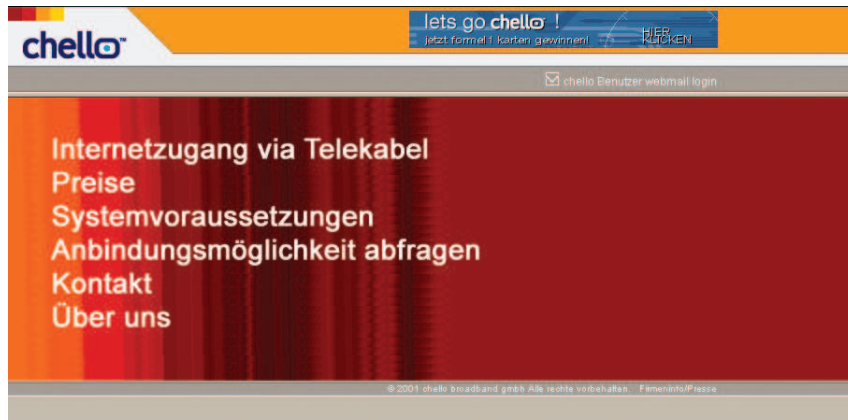 lets go chello !
jetzt formel1 karten gewinnen!
HIER
KLICKEN
chello™
chello Benutzer webmail login
Internetzugang via Telekabel
Preise
Systemvoraussetzungen
Anbindungsmöglichkeit abfragen
Kontakt
Über uns
© 2001 chello broadband gmbh Alle rechte vorbehalten. Firmeninfo/Presse